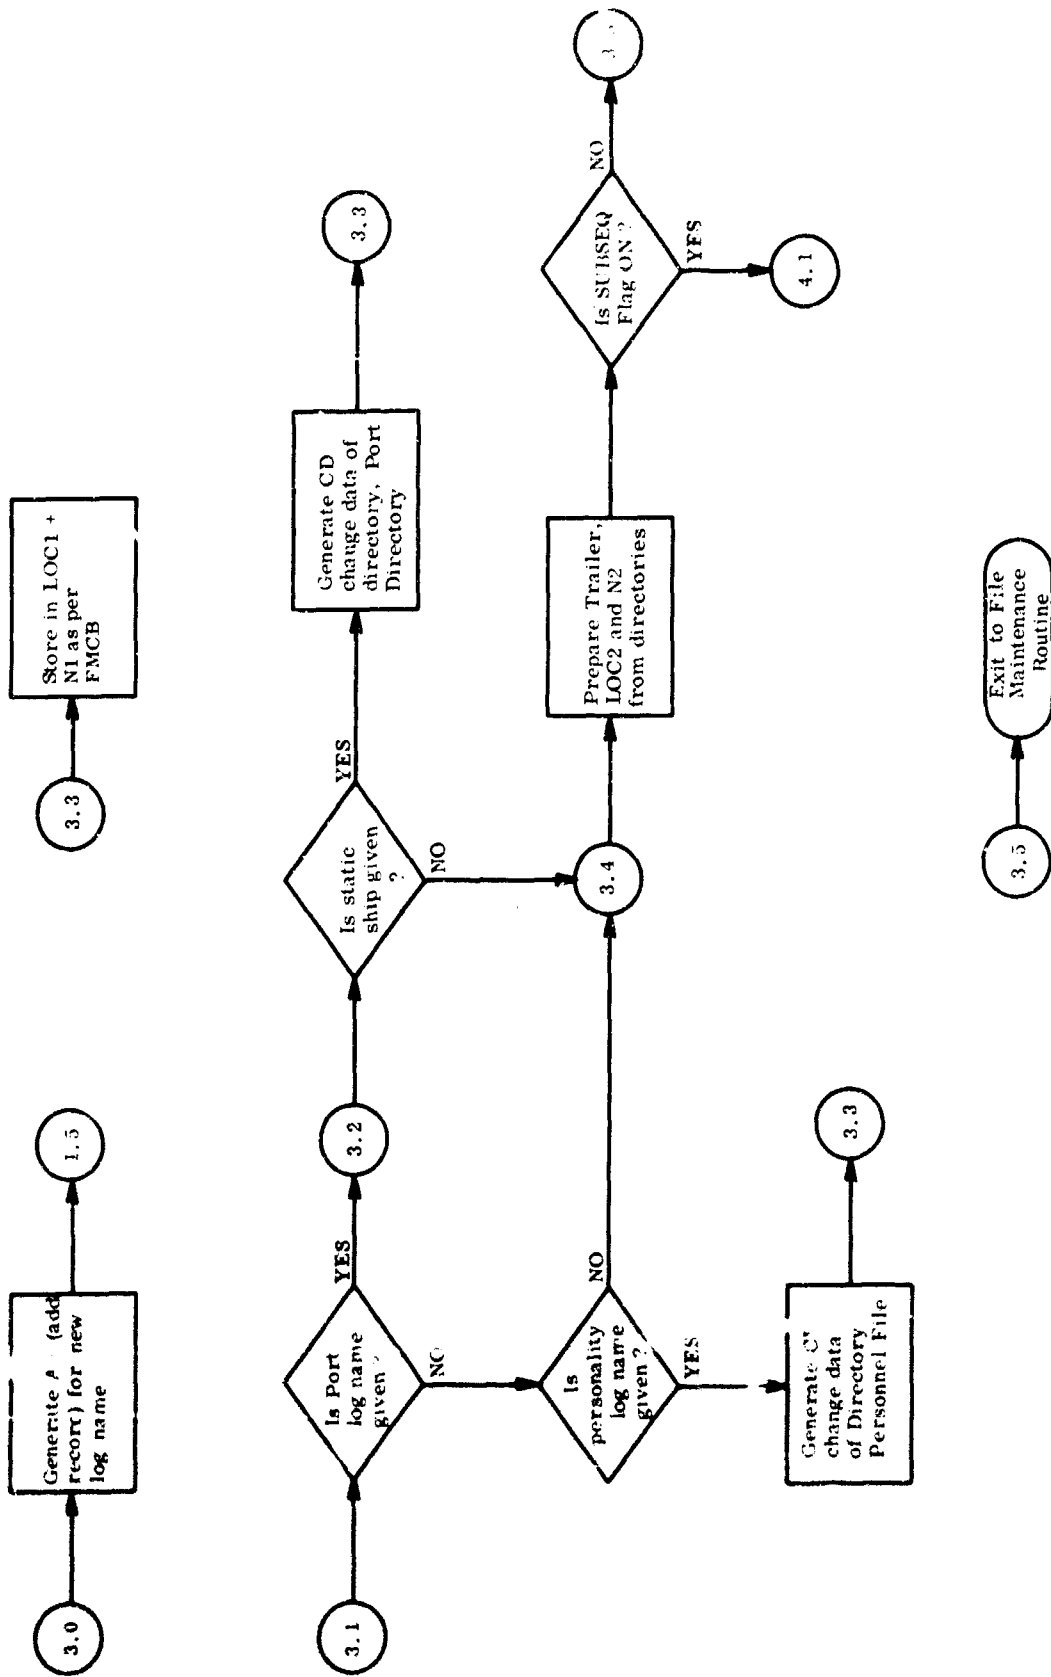 3.0
Generate A (add
record) for new
log name
1.5
3.3
Store in LOC1 +
N1 as per
FMCB
3.1
Is Port
log name
given ?
YES
NO
3.2
Is static
ship given
?
YES
NO
Generate CD
change data of
directory, Port
Directory
3.3
Is
personality
log name
given ?
NO
YES
3.4
Prepare Trailer,
LOC2 and N2
from directories
Is SUBSEQ
Flag ON ?
NO
YES
4.1
Generate
change data
of Directory
Personnel File
3.3
3.5
Exit to File
Maintenance
Routine